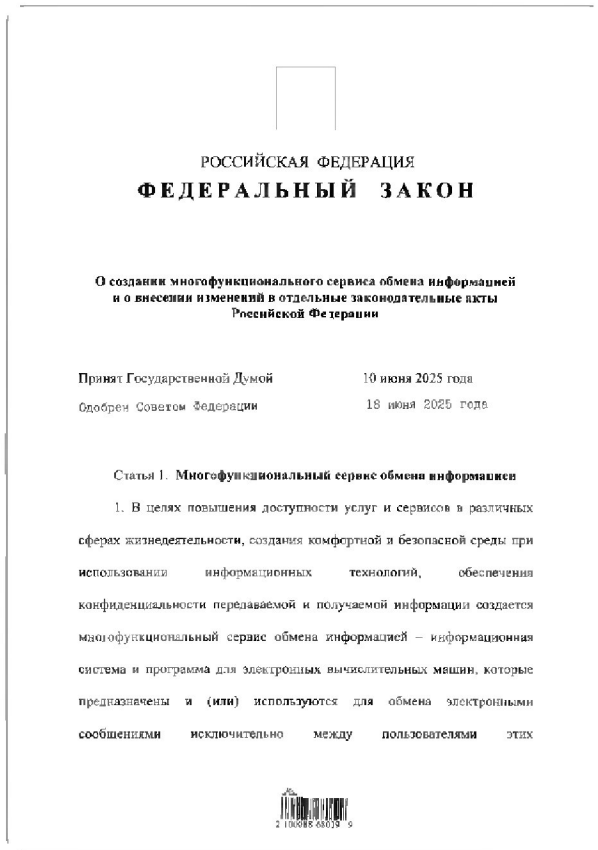 РОССИЙСКАЯ ФЕДЕРАЦИЯ
ФЕДЕРАЛЬНЫЙ ЗАКОН
О создании многофункционального сервиса обмена информацией
и о внесении изменений в отдельные законодательные акты
Российской Федерации
Принят Государственной Думой 10 июня 2025 года
Одобрен Советом Федерации 18 июня 2025 года
Статья 1. Многофункциональный сервис обмена информацией
1. В целях повышения доступности услуг и сервисов в различных
сферах жизнедеятельности, создания комфортной и безопасной среды при
использовании информационных технологий, обеспечения
конфиденциальности передаваемой и получаемой информации создается
многофункциональный сервис обмена информацией – информационная
система и программа для электронных вычислительных машин, которые
предназначены и (или) используются для обмена электронными
сообщениями исключительно между пользователями этих
2 100088 68019 9